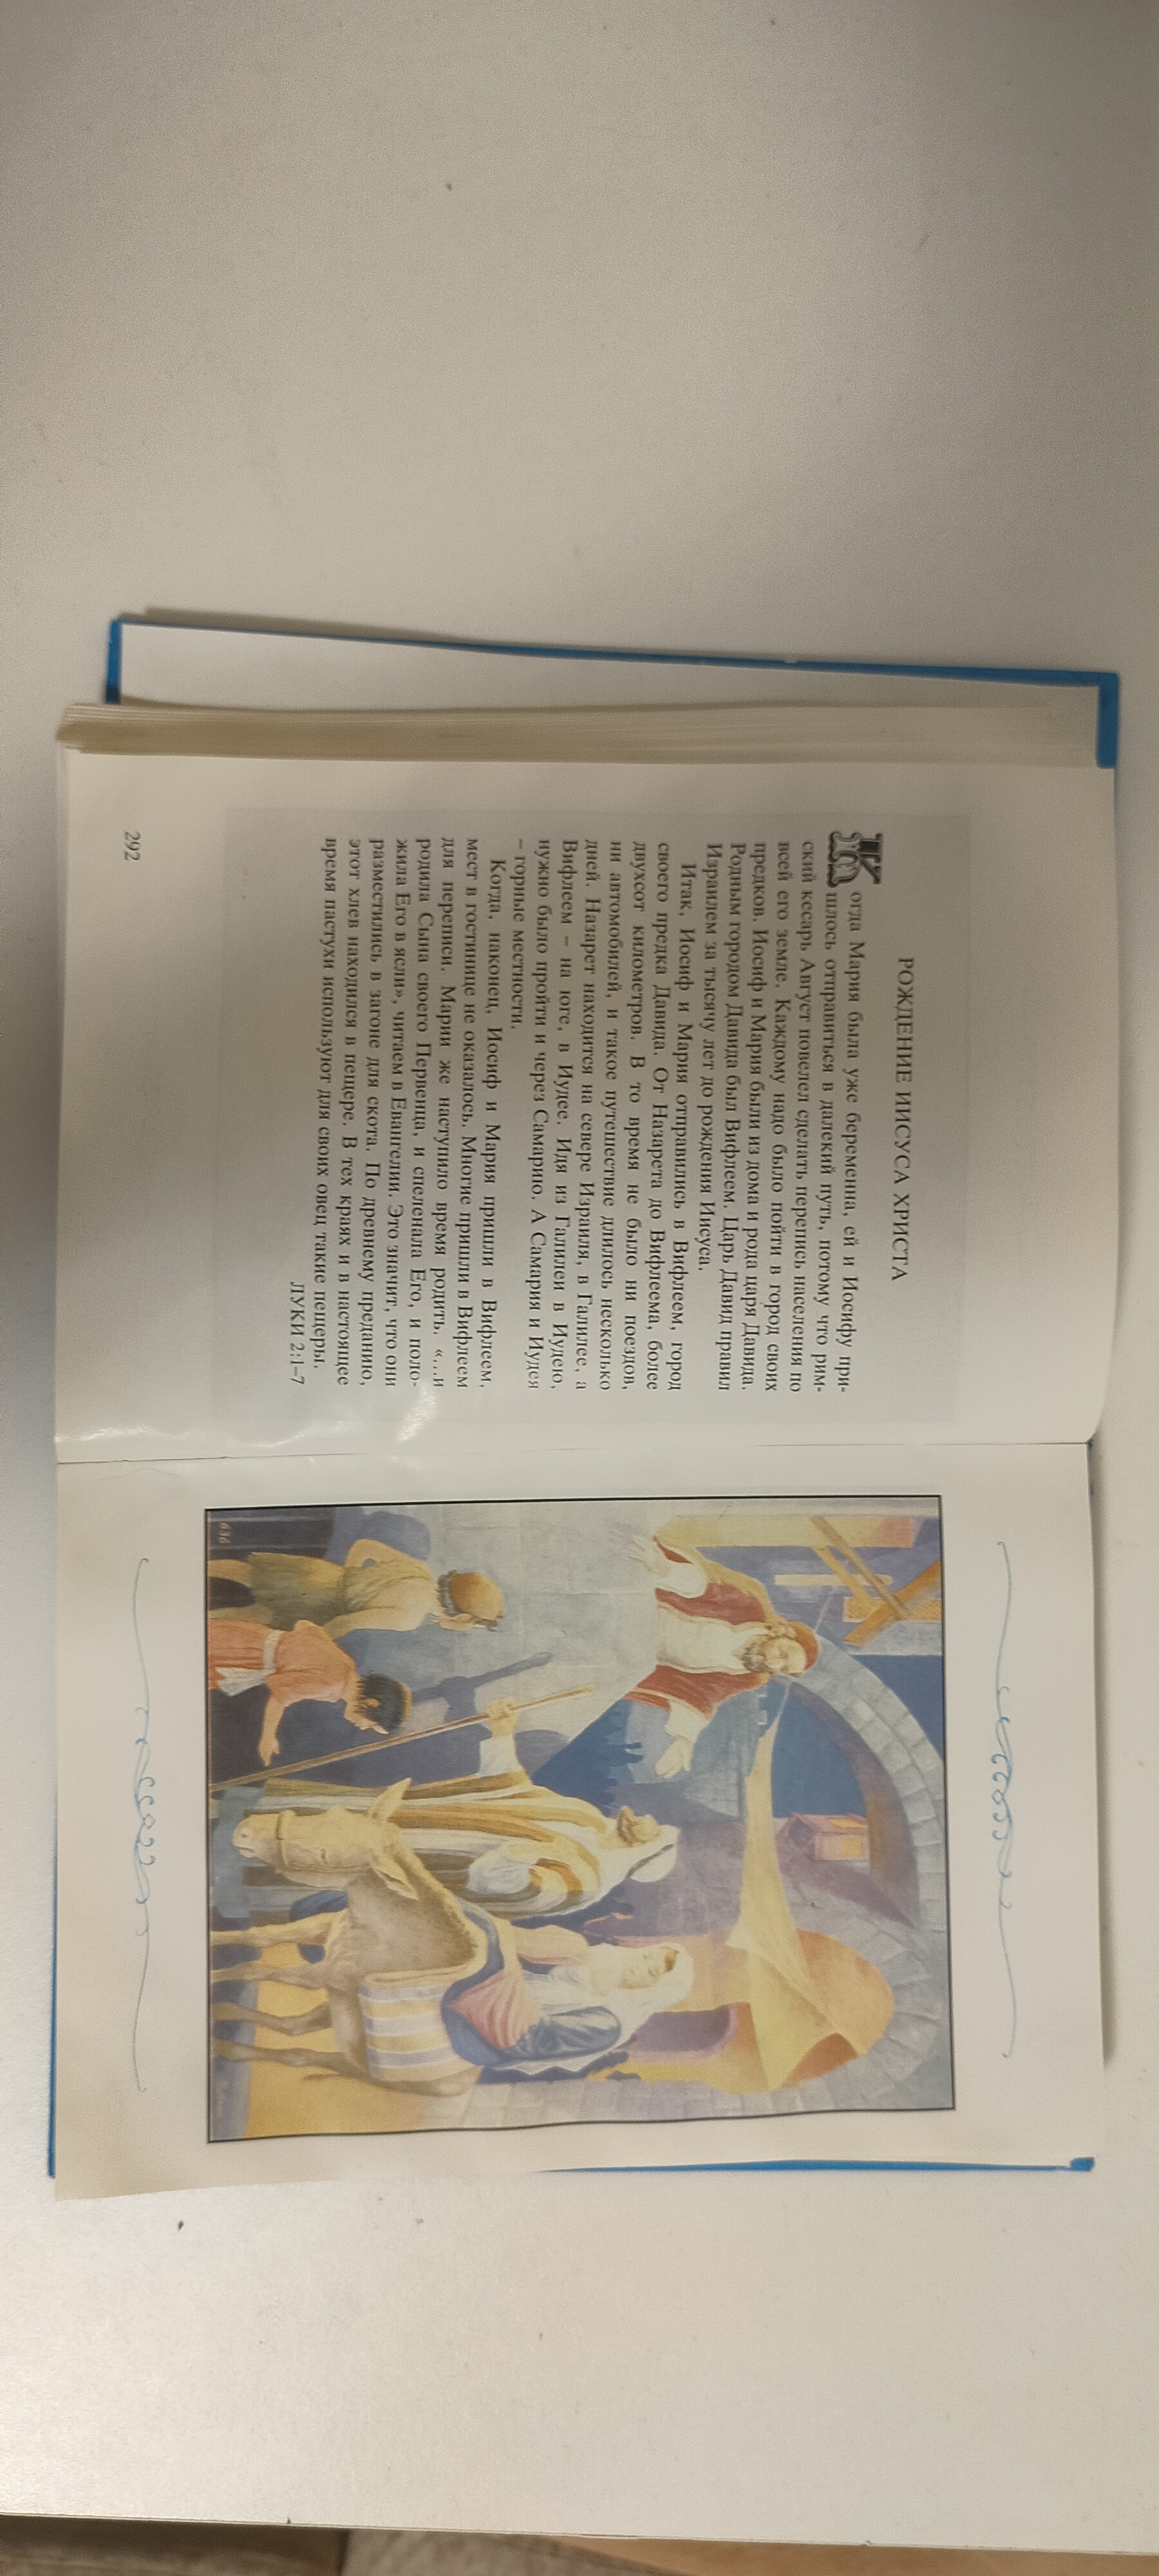 РОЖДЕНИЕ ИИСУСА ХРИСТА
Когда Мария была уже беременна, ей и Иосифу при-
шлось отправиться в далекий путь, потому что рим-
ский кесарь Август повелел сделать перепись населения по
всей его земле. Каждому надо было пойти в город своих
предков. Иосиф и Мария были из дома и рода царя Давида.
Родным городом Давида был Вифлеем. Царь Давид правил
Израилем за тысячу лет до рождения Иисуса.
Итак, Иосиф и Мария отправились в Вифлеем, город
своего предка Давида. От Назарета до Вифлеема, более
двухсот километров. В то время не было ни поездов,
ни автомобилей, и такое путешествие длилось несколько
дней. Назарет находится на севере Израиля, в Галилее, а
Вифлеем – на юге, в Иудее. Идя из Галилеи в Иудею,
нужно было пройти и через Самарию. А Самария и Иудея
– горные местности.
Когда, наконец, Иосиф и Мария пришли в Вифлеем,
мест в гостинице не оказалось. Многие пришли в Вифлеем
для переписи. Марии же наступило время родить. «...и
родила Сына своего Первенца, и спеленала Его, и поло-
жила Его в ясли», читаем в Евангелии. Это значит, что они
разместились в загоне для скота. По древнему преданию,
этот хлев находился в пещере. В тех краях и в настоящее
время пастухи используют для своих овец такие пещеры.
ЛУКИ 2:1–7
292
636